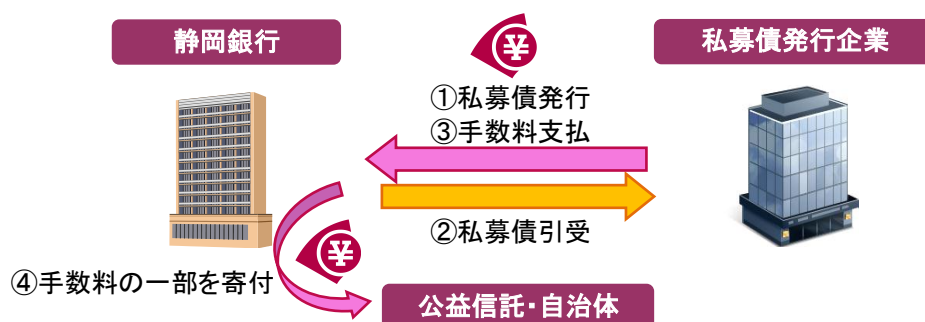 静岡銀行
私募債発行企業
¥
①私募債発行
③手数料支払
②私募債引受
¥
④手数料の一部を寄付
公益信託・自治体